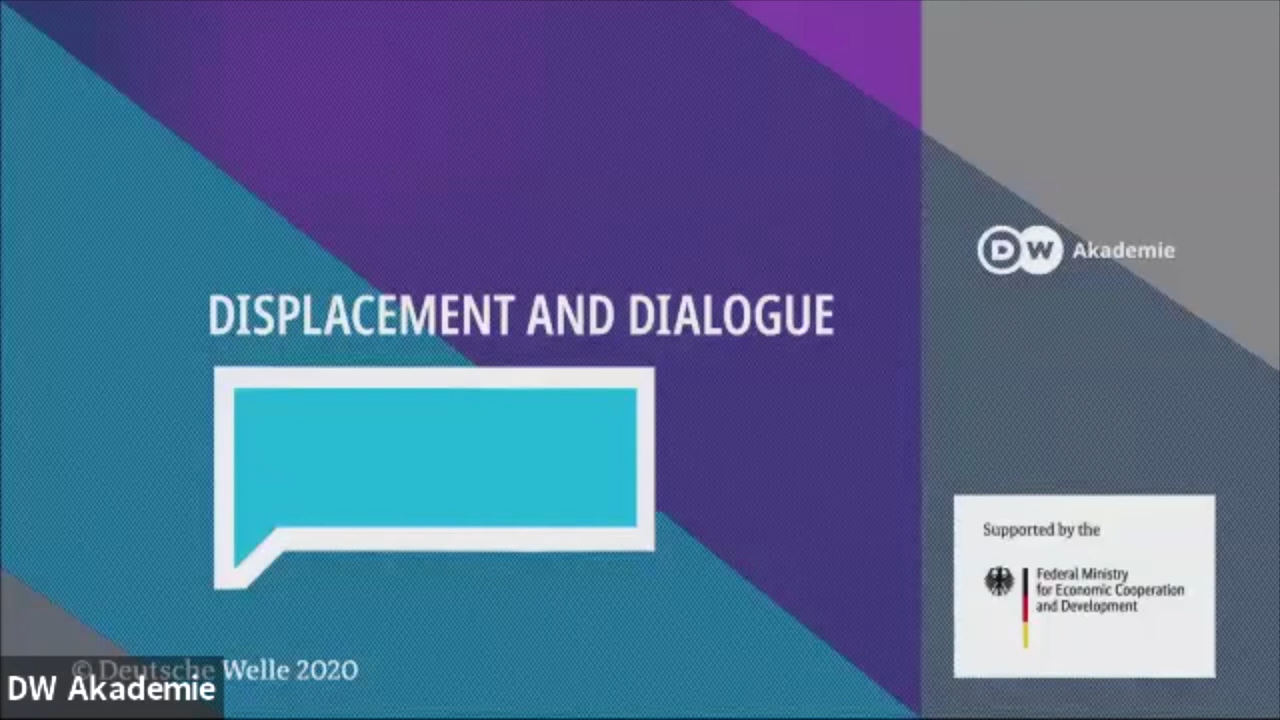 DISPLACEMENT AND DIALOGUE
DW Akademie
Supported by the
Federal Ministry
for Economic Cooperation
and Development
© Deutsche Welle 2020
DW Akademie